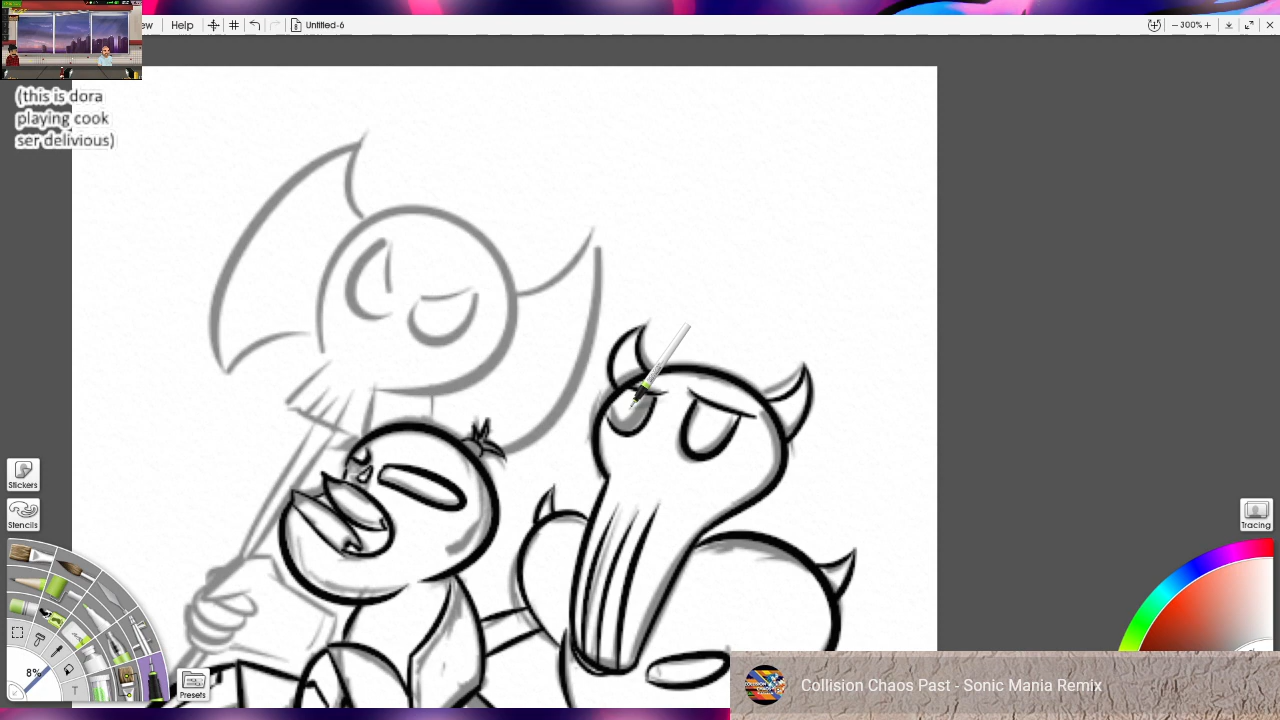 ew Help Untitled-6 300%
(this is dora
playing cook
ser delivious)
Stickers
Stencils
Tracing
8%
T
Presets
Collision Chaos Past - Sonic Mania Remix